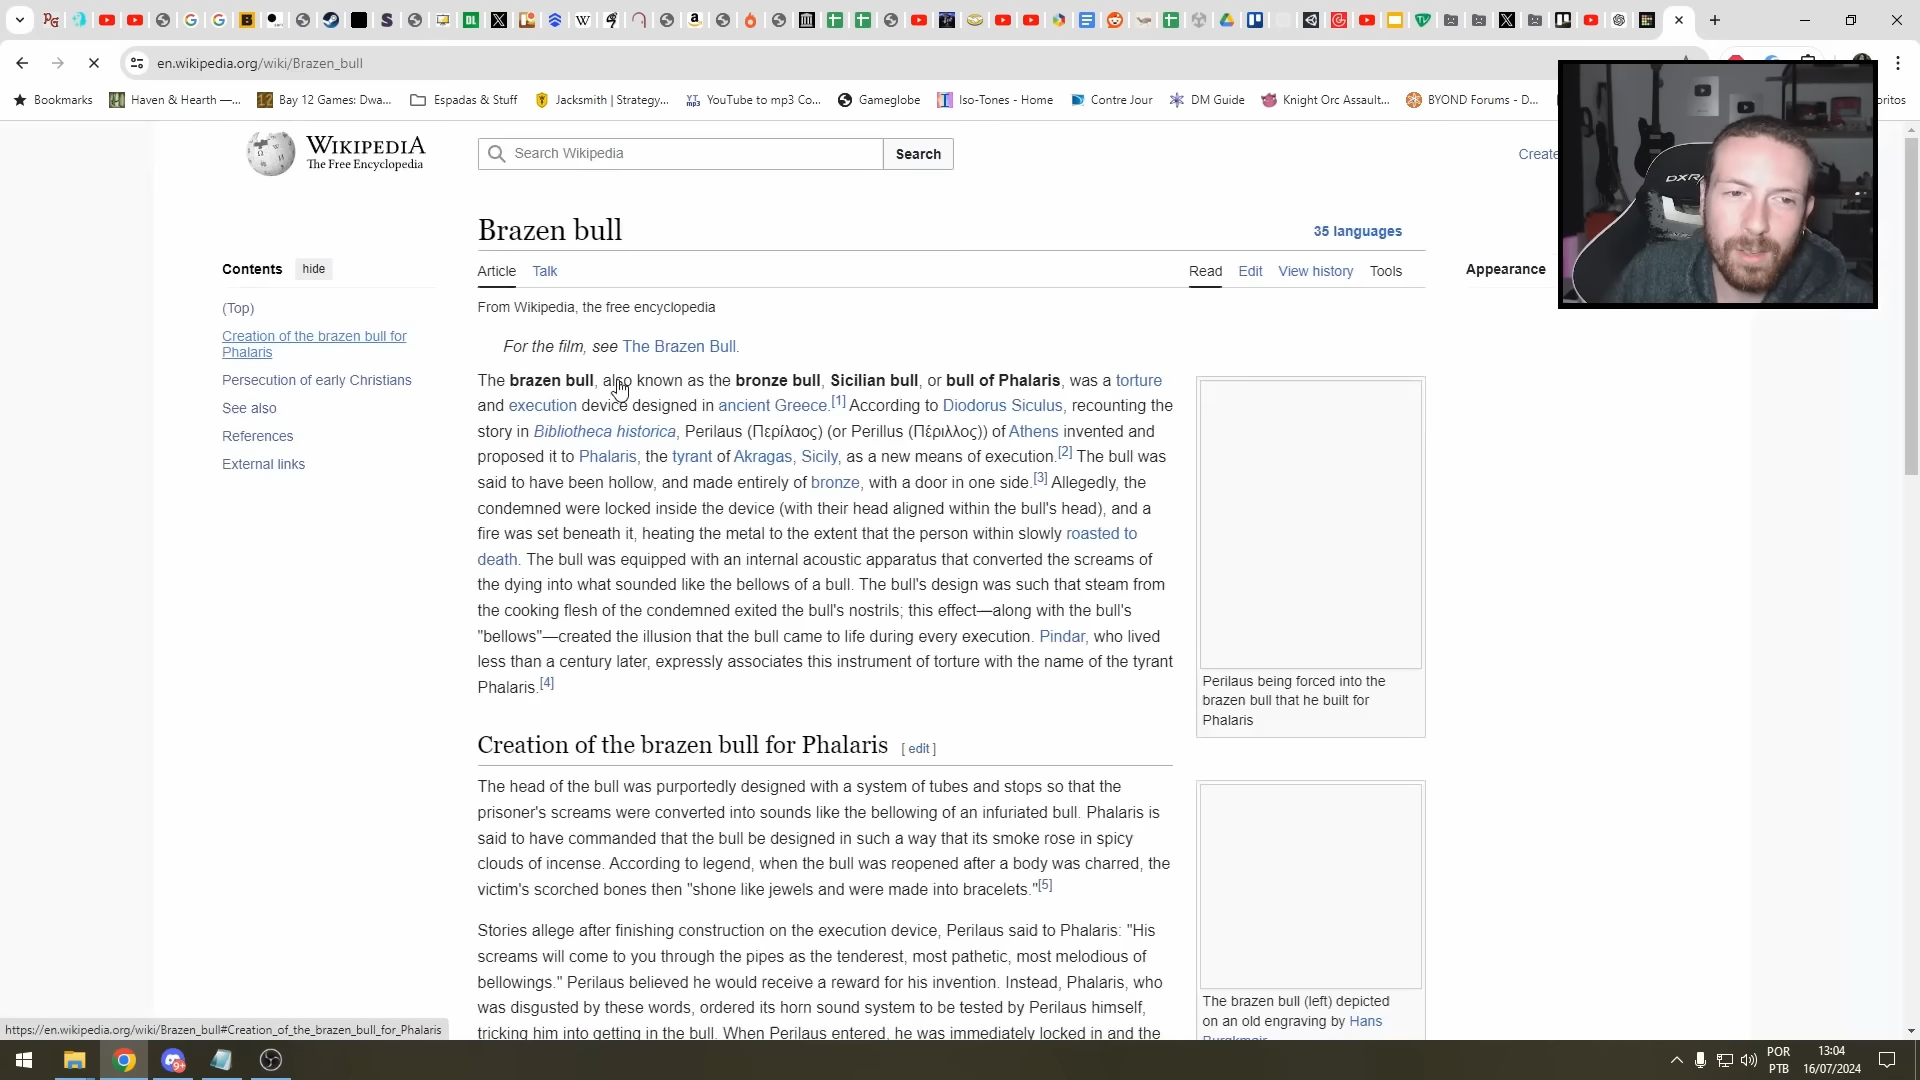 en.wikipedia.org/wiki/Brazen_bull
Bookmarks
Haven & Hearth —...
Bay 12 Games: Dwa...
Espadas & Stuff
Jacksmith | Strategy...
YouTube to mp3 Co...
Gameglobe
Iso-Tones - Home
Contre Jour
DM Guide
Knight Orc Assault...
BYOND Forums - D...
oritos
WIKIPEDIA
The Free Encyclopedia
Search Wikipedia
Search
Create
DXR
Brazen bull
35 languages
Contents
hide
Article
Talk
Read
Edit
View history
Tools
Appearance
(Top)
Creation of the brazen bull for
Phalaris
Persecution of early Christians
See also
References
External links
From Wikipedia, the free encyclopedia
For the film, see The Brazen Bull.
The brazen bull, also known as the bronze bull, Sicilian bull, or bull of Phalaris, was a torture
and execution device designed in ancient Greece.[1] According to Diodorus Siculus, recounting the
story in Bibliotheca historica, Perilaus (Περίλαος) (or Perillus (Πέριλλος)) of Athens invented and
proposed it to Phalaris, the tyrant of Akragas, Sicily, as a new means of execution.[2] The bull was
said to have been hollow, and made entirely of bronze, with a door in one side.[3] Allegedly, the
condemned were locked inside the device (with their head aligned within the bull's head), and a
fire was set beneath it, heating the metal to the extent that the person within slowly roasted to
death. The bull was equipped with an internal acoustic apparatus that converted the screams of
the dying into what sounded like the bellows of a bull. The bull's design was such that steam from
the cooking flesh of the condemned exited the bull's nostrils; this effect—along with the bull's
"bellows"—created the illusion that the bull came to life during every execution. Pindar, who lived
less than a century later, expressly associates this instrument of torture with the name of the tyrant
Phalaris.[4]
Perilaus being forced into the
brazen bull that he built for
Phalaris
Creation of the brazen bull for Phalaris [ edit ]
The head of the bull was purportedly designed with a system of tubes and stops so that the
prisoner's screams were converted into sounds like the bellowing of an infuriated bull. Phalaris is
said to have commanded that the bull be designed in such a way that its smoke rose in spicy
clouds of incense. According to legend, when the bull was reopened after a body was charred, the
victim's scorched bones then "shone like jewels and were made into bracelets."[5]
Stories allege after finishing construction on the execution device, Perilaus said to Phalaris: "His
screams will come to you through the pipes as the tenderest, most pathetic, most melodious of
bellowings." Perilaus believed he would receive a reward for his invention. Instead, Phalaris, who
was disgusted by these words, ordered its horn sound system to be tested by Perilaus himself,
tricking him into getting in the bull. When Perilaus entered, he was immediately locked in and the
The brazen bull (left) depicted
on an old engraving by Hans
Burgkmair
https://en.wikipedia.org/wiki/Brazen_bull#Creation_of_the_brazen_bull_for_Phalaris
POR
PTB
13:04
16/07/2024